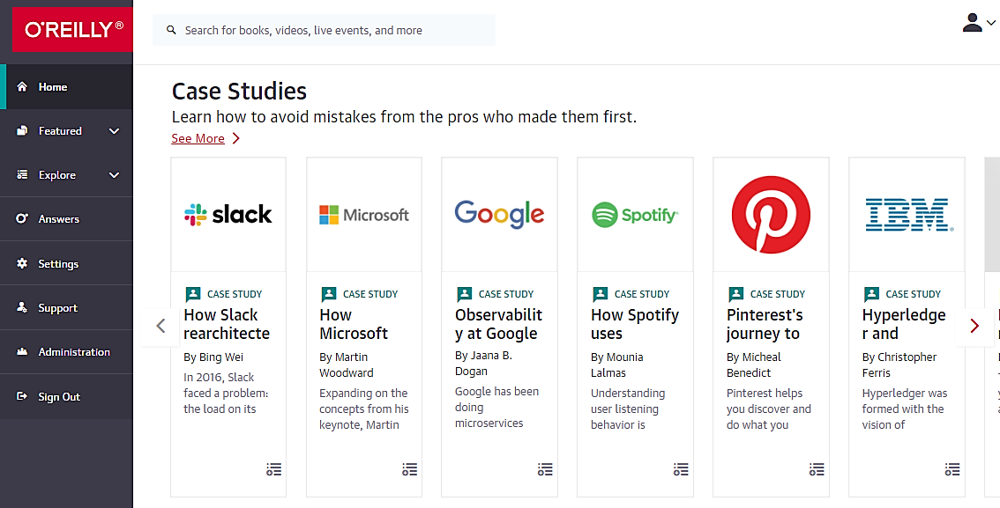 O'REILLY®
Search for books, videos, live events, and more
Home
Featured
Explore
Answers
Settings
Support
Administration
Sign Out
Case Studies
Learn how to avoid mistakes from the pros who made them first.
See More
slack
CASE STUDY
How Slack
rearchitecte
By Bing Wei
In 2016, Slack
faced a problem:
the load on its
Microsoft
CASE STUDY
How
Microsoft
By Martin
Woodward
Expanding on the
concepts from his
keynote, Martin
Google
CASE STUDY
Observabilit
y at Google
By Jaana B.
Dogan
Google has been
doing
microservices
Spotify
CASE STUDY
How Spotify
uses
By Mounia
Lalmas
Understanding
user listening
behavior is
CASE STUDY
Pinterest's
journey to
By Micheal
Benedict
Pinterest helps
you discover and
do what you
IBM
CASE STUDY
Hyperledge
r and
By Christopher
Ferris
Hyperledger was
formed with the
vision of